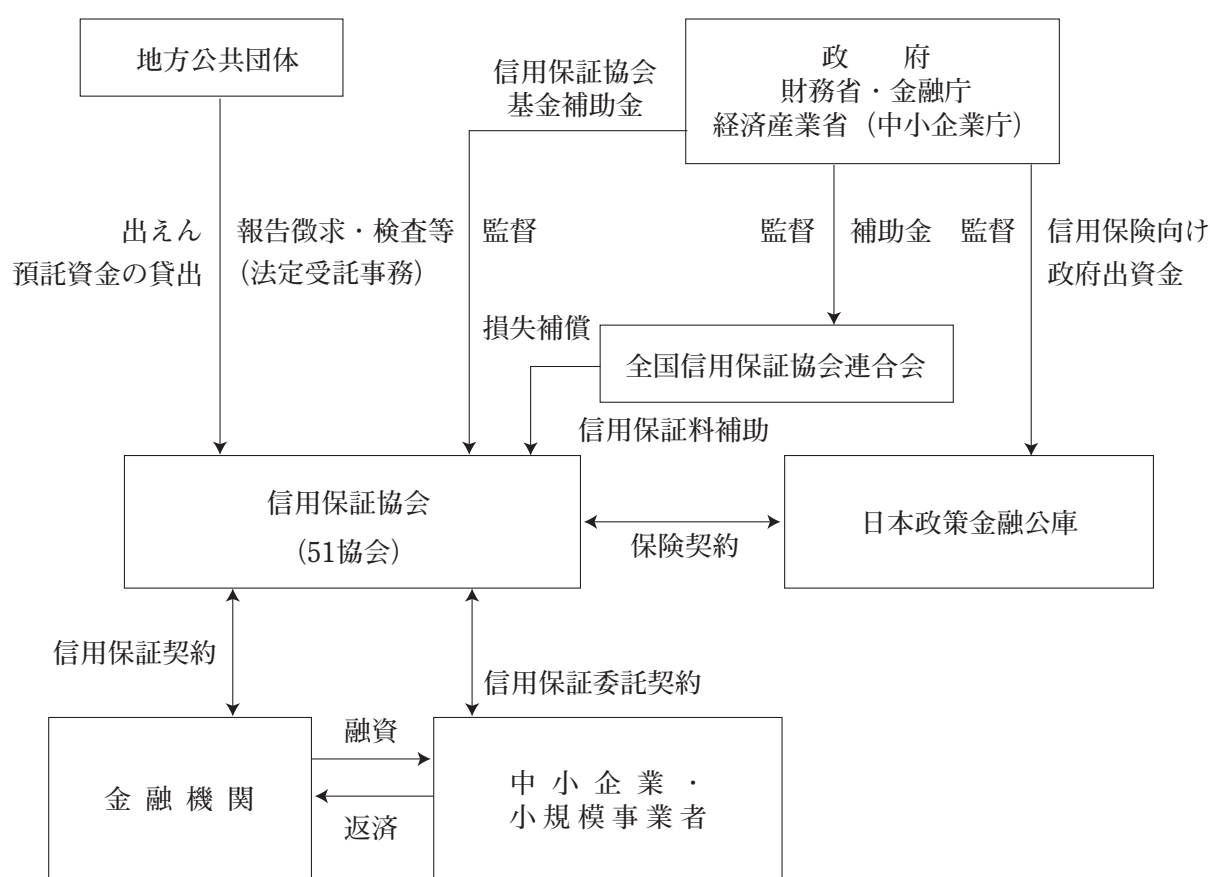 地方公共団体
政　　府
財務省・金融庁
経済産業省（中小企業庁）
信用保証協会
基金補助金
出えん
預託資金の貸出
報告徴求・検査等
（法定受託事務）
監督
監督
補助金
監督
信用保険向け
政府出資金
損失補償
全国信用保証協会連合会
信用保証料補助
信用保証協会
（51協会）
保険契約
日本政策金融公庫
信用保証契約
信用保証委託契約
金融機関
融資
返済
中小企業・
小規模事業者